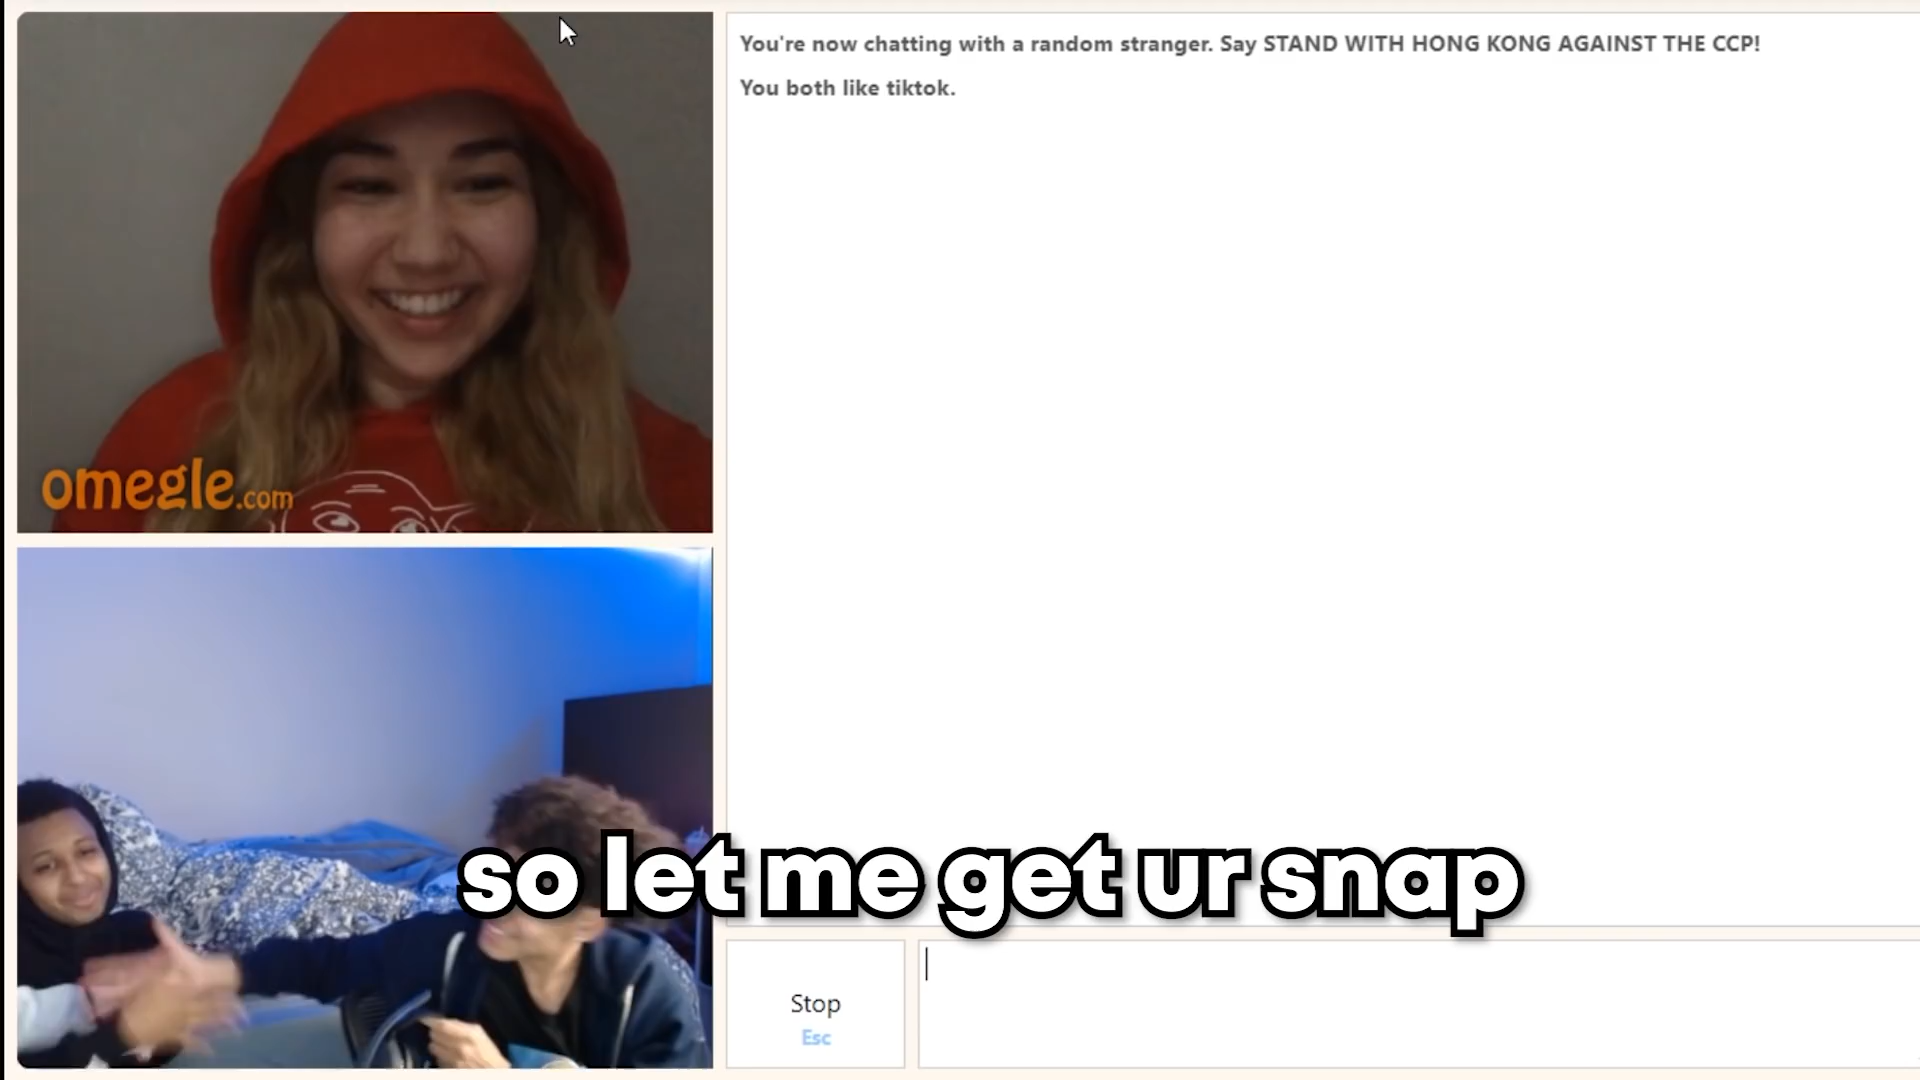 You're now chatting with a random stranger. Say STAND WITH HONG KONG AGAINST THE CCP!
You both like tiktok.
omegle.com
so let me get ur snap
Stop
Esc